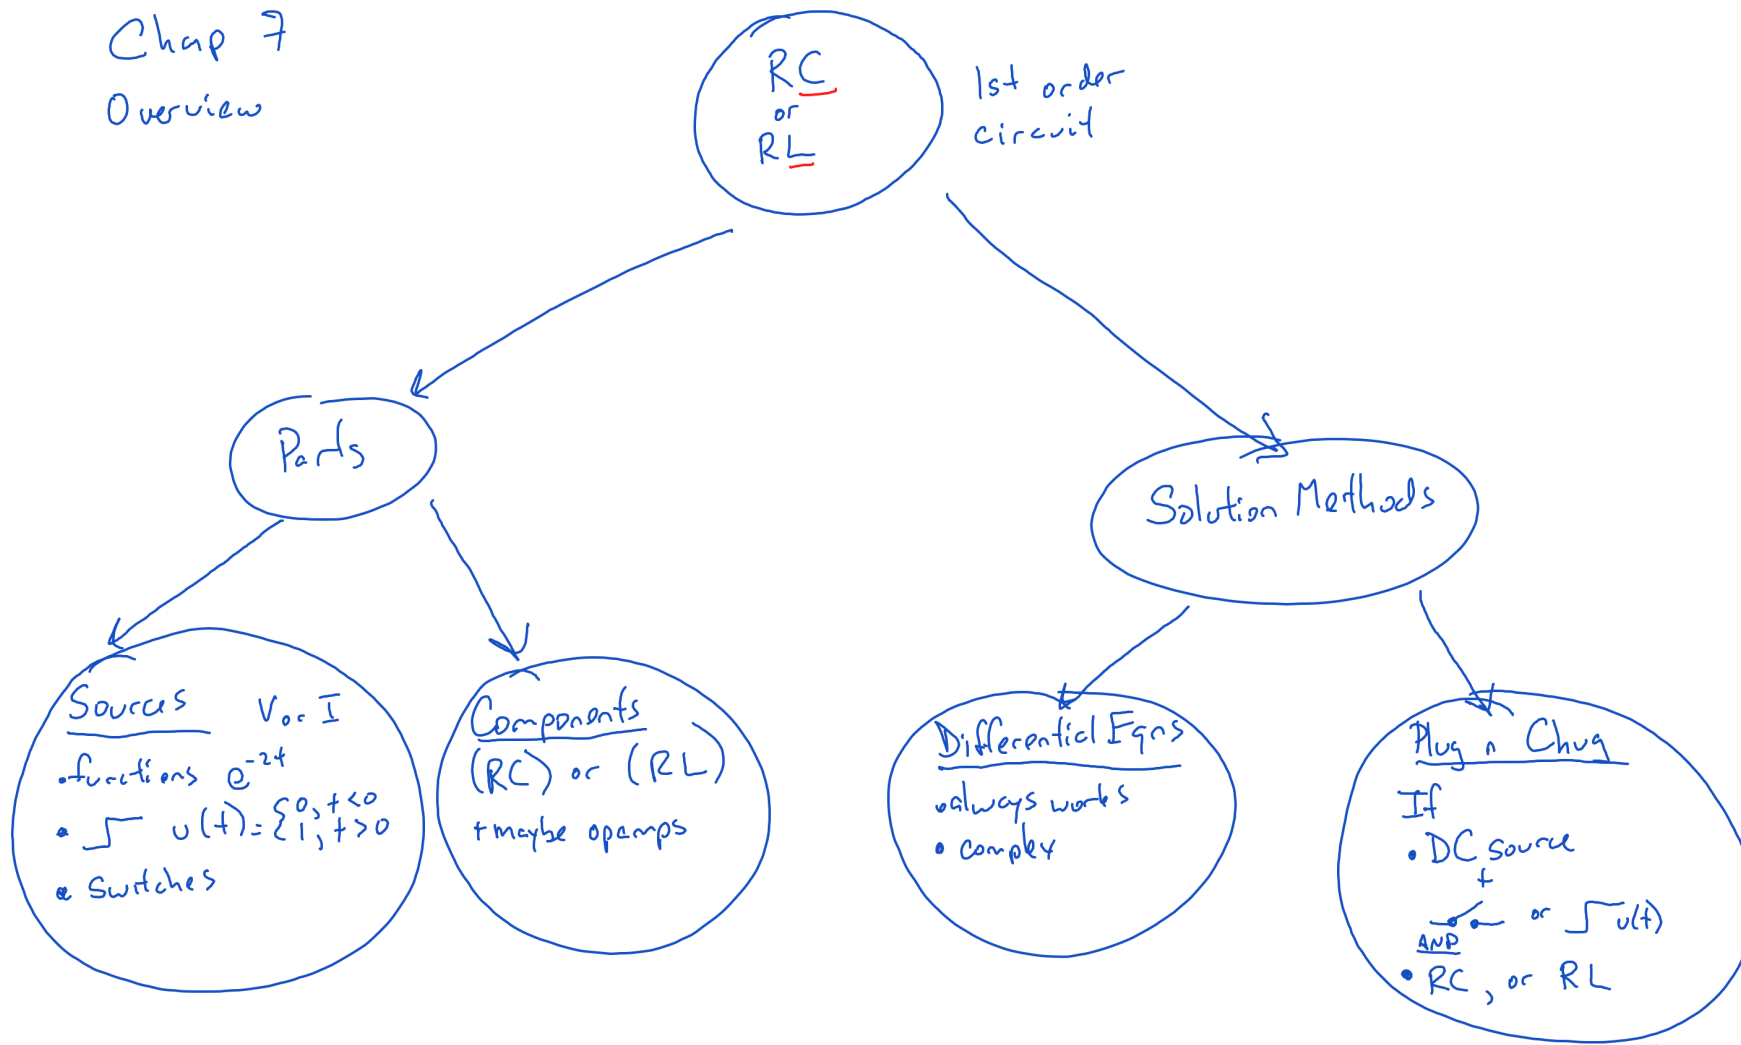 Chap 7
Overview
RC
or
RL
1st order
circuit
Parts
Solution Methods
Sources V or I
• functions e^-2t
• u(t) = { 0, t<0
1, t>0
• Switches
Components
(RC) or (RL)
+ maybe opamps
Differential Eqns
• always works
• complex
Plug n Chug
If
• DC source
+
or u(t)
AND
• RC, or RL